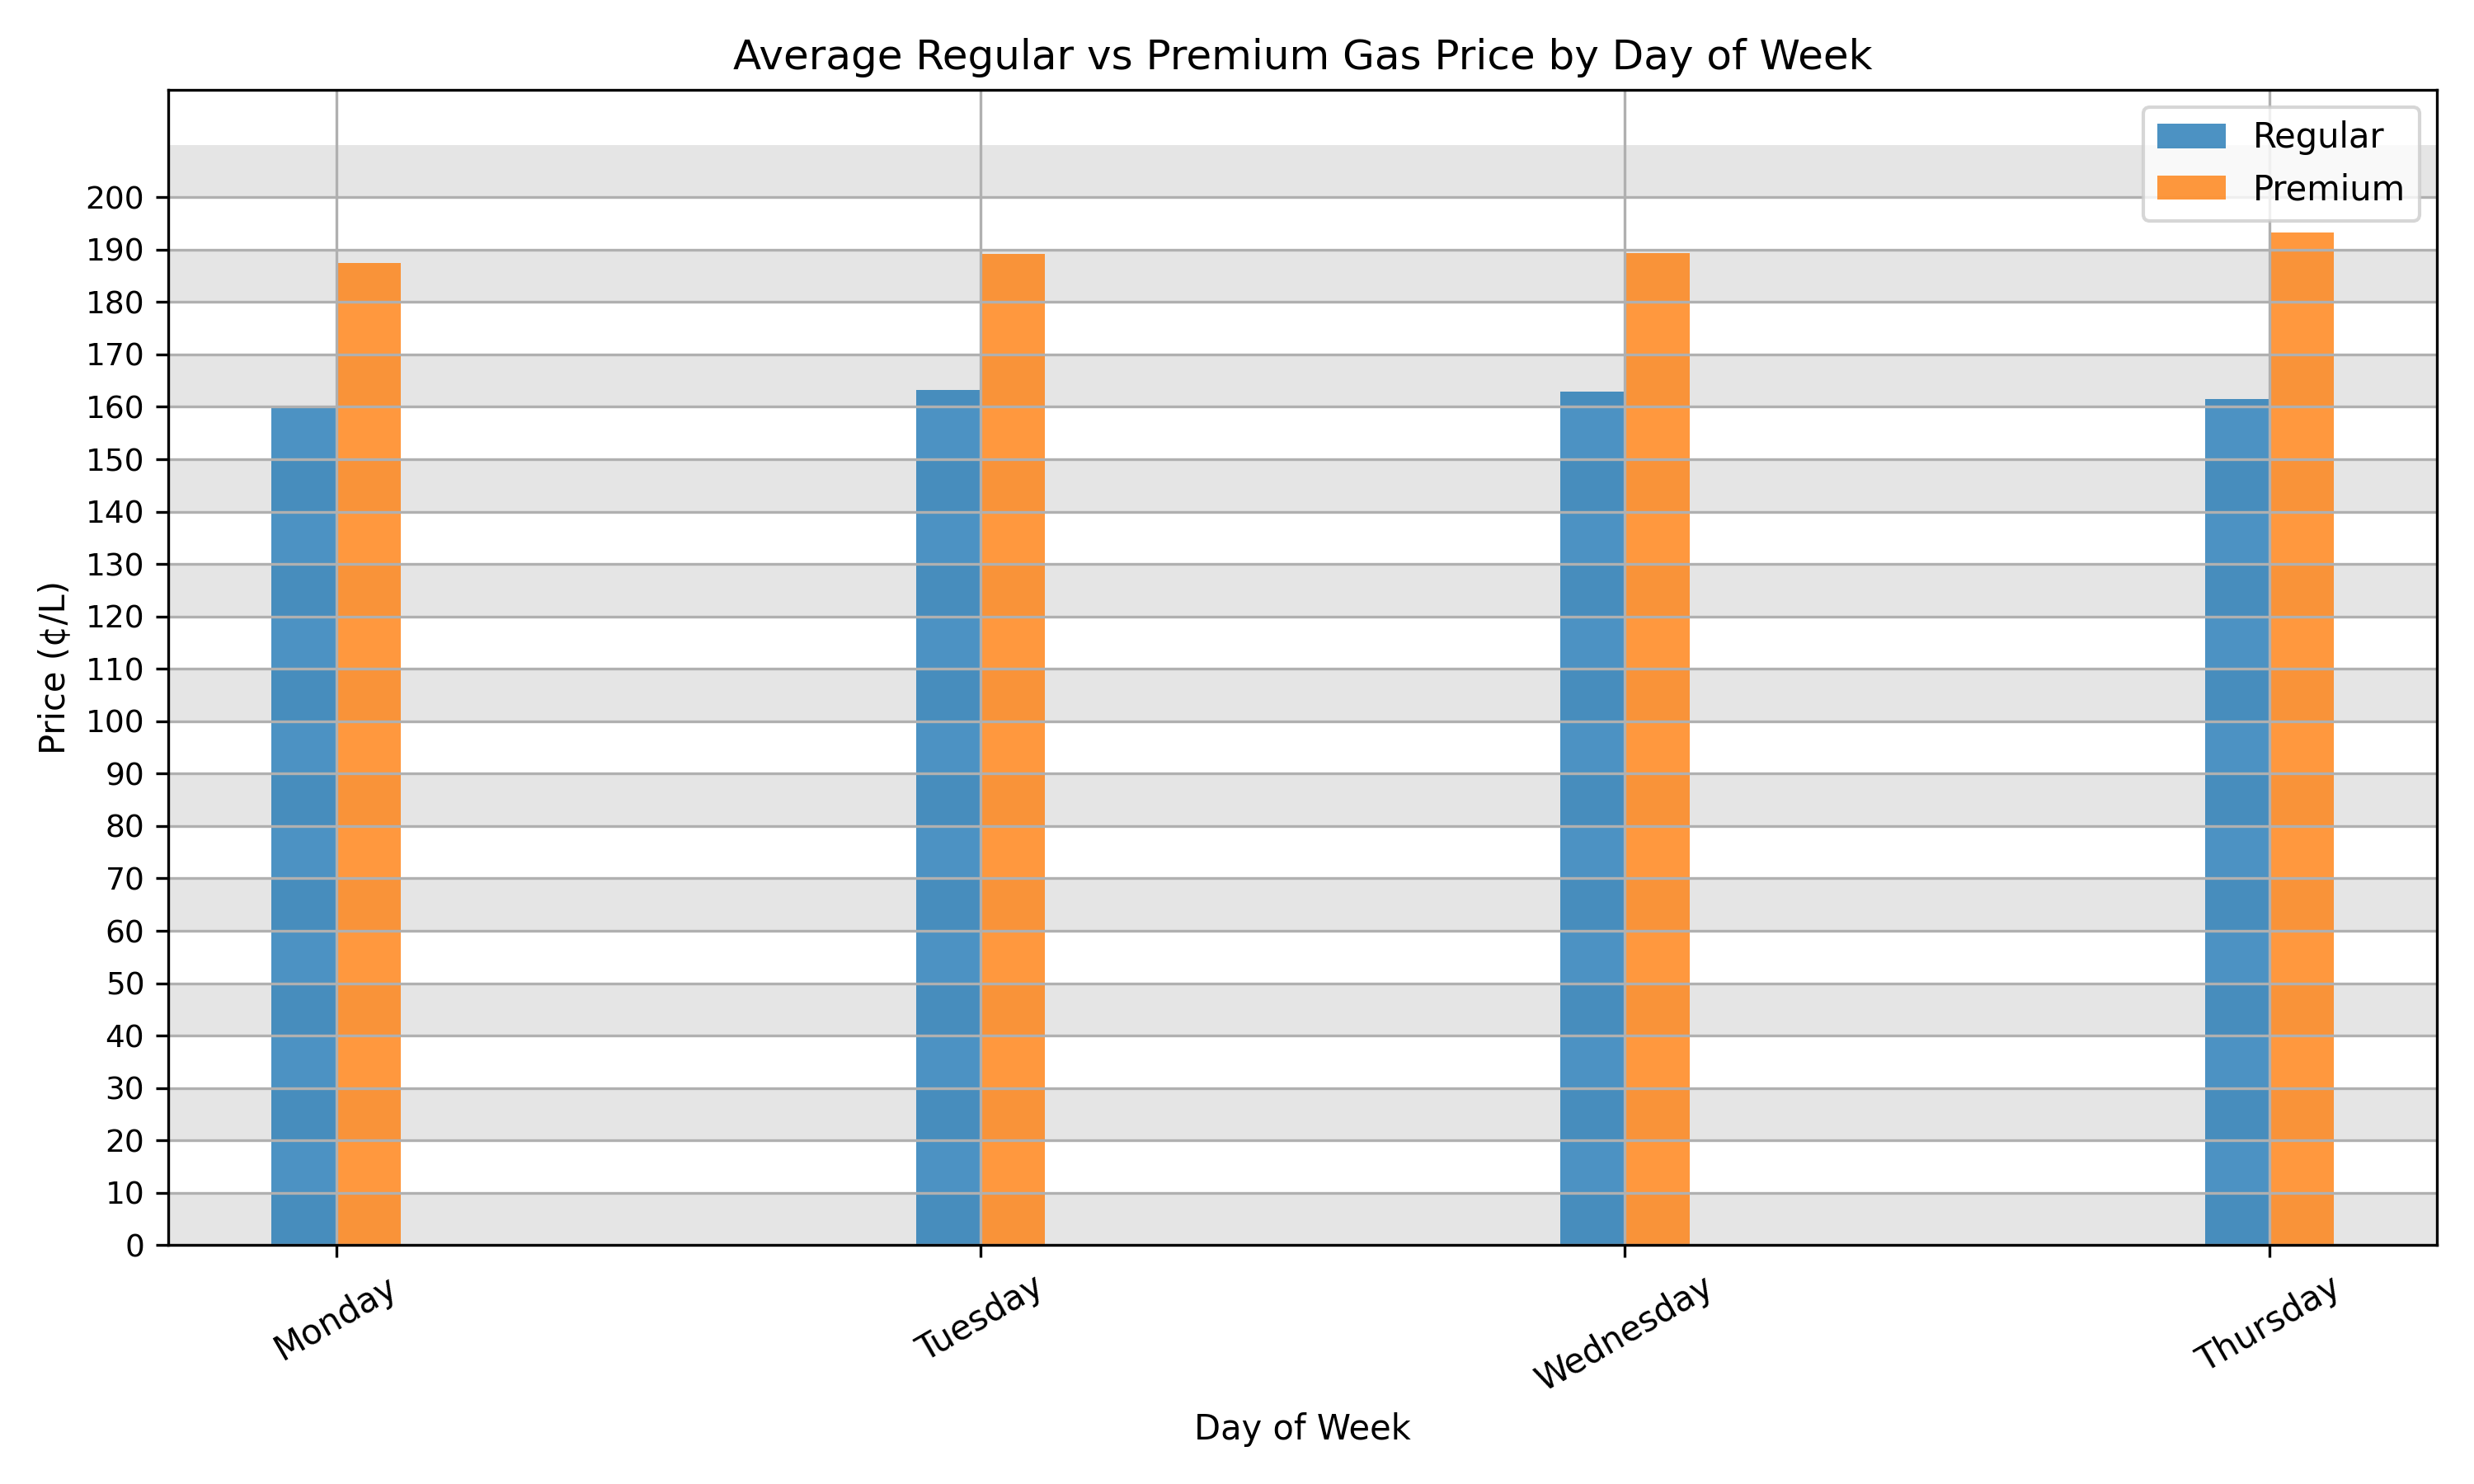 Average Regular vs Premium Gas Price by Day of Week
Regular
Premium
Price (¢/L)
200
190
180
170
160
150
140
130
120
110
100
90
80
70
60
50
40
30
20
10
0
Monday
Tuesday
Wednesday
Thursday
Day of Week